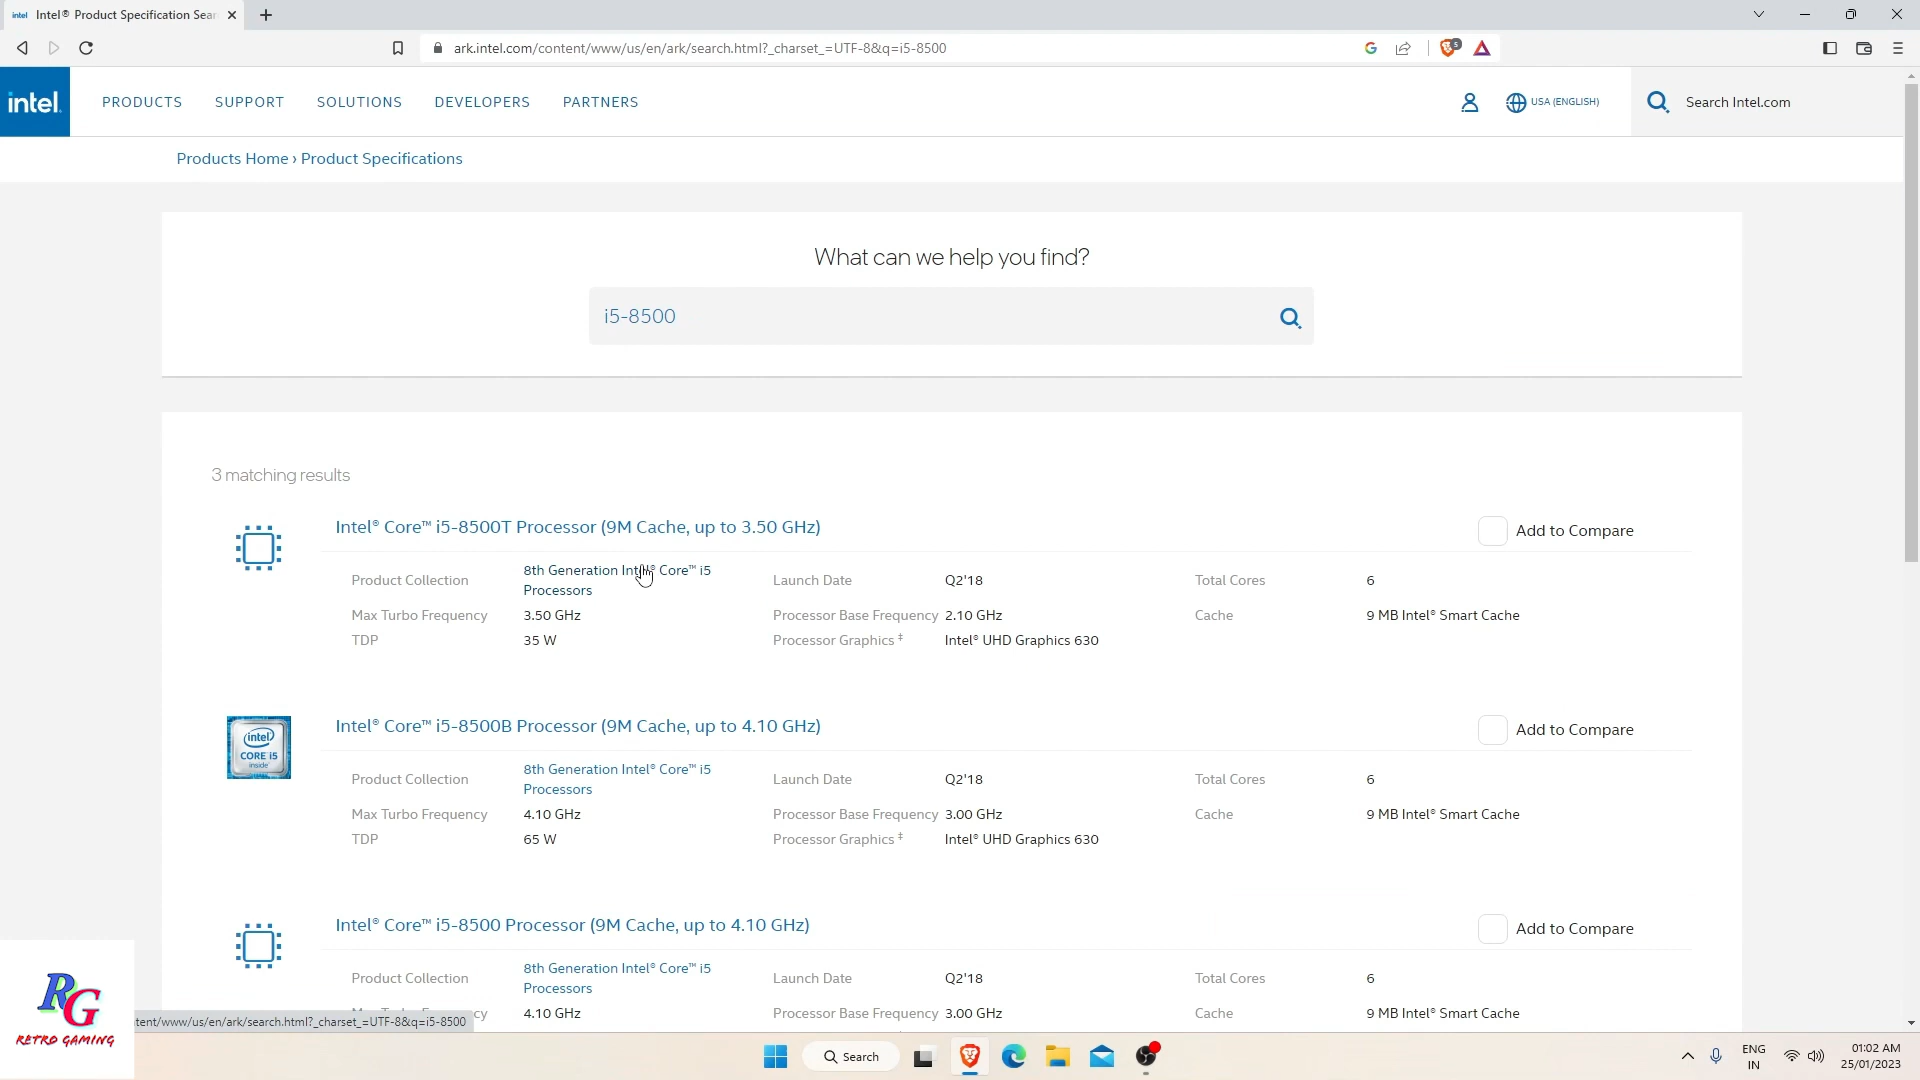 intel Intel® Product Specification Sear
ark.intel.com/content/www/us/en/ark/search.html?_charset_=UTF-8&q=i5-8500
intel.
PRODUCTS SUPPORT SOLUTIONS DEVELOPERS PARTNERS
USA (ENGLISH)
Search Intel.com
Products Home › Product Specifications
What can we help you find?
i5-8500
3 matching results
Intel® Core™ i5-8500T Processor (9M Cache, up to 3.50 GHz)
Add to Compare
Product Collection 8th Generation Intel® Core™ i5 Launch Date Q2'18 Total Cores 6
Processors
Max Turbo Frequency 3.50 GHz Processor Base Frequency 2.10 GHz Cache 9 MB Intel® Smart Cache
TDP 35 W Processor Graphics ‡ Intel® UHD Graphics 630
Intel® Core™ i5-8500B Processor (9M Cache, up to 4.10 GHz)
Add to Compare
intel
CORE i5
inside
Product Collection 8th Generation Intel® Core™ i5 Launch Date Q2'18 Total Cores 6
Processors
Max Turbo Frequency 4.10 GHz Processor Base Frequency 3.00 GHz Cache 9 MB Intel® Smart Cache
TDP 65 W Processor Graphics ‡ Intel® UHD Graphics 630
Intel® Core™ i5-8500 Processor (9M Cache, up to 4.10 GHz)
Add to Compare
Product Collection 8th Generation Intel® Core™ i5 Launch Date Q2'18 Total Cores 6
Processors
4.10 GHz Processor Base Frequency 3.00 GHz Cache 9 MB Intel® Smart Cache
tent/www/us/en/ark/search.html?_charset_=UTF-8&q=i5-8500
RG
RETRO GAMING
Search
ENG
IN
01:02 AM
25/01/2023